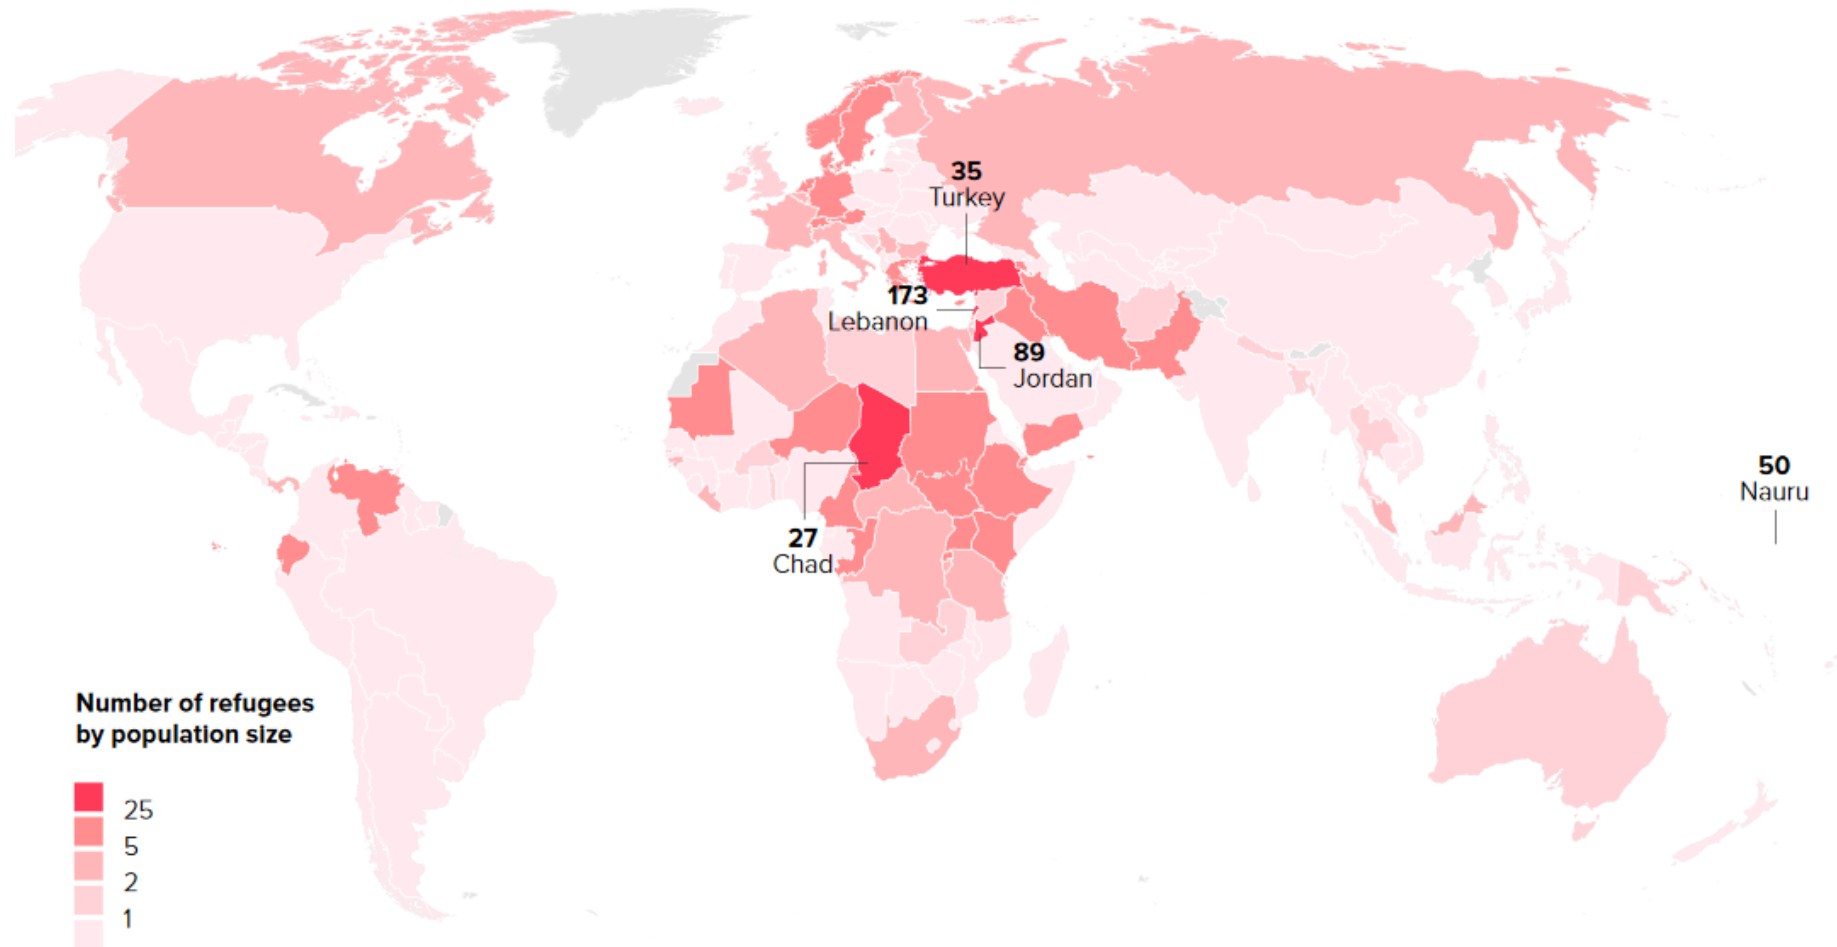 35
Turkey
173
Lebanon
89
Jordan
50
Nauru
27
Chad
Number of refugees
by population size
25
5
2
1